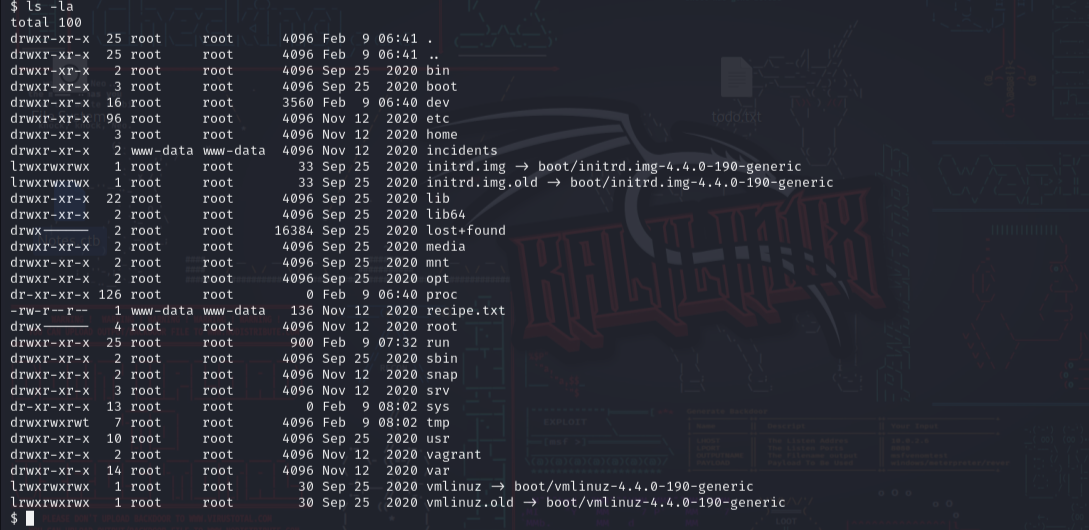 $ ls -la
total 100
drwxr-xr-x  25 root     root      4096 Feb  9 06:41 .
drwxr-xr-x  25 root     root      4096 Feb  9 06:41 ..
drwxr-xr-x   2 root     root      4096 Sep 25  2020 bin
drwxr-xr-x   3 root     root      4096 Sep 25  2020 boot
drwxr-xr-x  16 root     root      3560 Feb  9 06:40 dev
drwxr-xr-x  96 root     root      4096 Nov 12  2020 etc
drwxr-xr-x   3 root     root      4096 Nov 12  2020 home
drwxr-xr-x   2 www-data www-data  4096 Nov 12  2020 incidents
lrwxrwxrwx   1 root     root        33 Sep 25  2020 initrd.img → boot/initrd.img-4.4.0-190-generic
lrwxrwxrwx   1 root     root        33 Sep 25  2020 initrd.img.old → boot/initrd.img-4.4.0-190-generic
drwxr-xr-x  22 root     root      4096 Sep 25  2020 lib
drwxr-xr-x   2 root     root      4096 Sep 25  2020 lib64
drwx------   2 root     root     16384 Sep 25  2020 lost+found
drwxr-xr-x   2 root     root      4096 Sep 25  2020 media
drwxr-xr-x   2 root     root      4096 Sep 25  2020 mnt
drwxr-xr-x   2 root     root      4096 Sep 25  2020 opt
dr-xr-xr-x 126 root     root         0 Feb  9 06:40 proc
-rw-r--r--   1 www-data www-data   136 Nov 12  2020 recipe.txt
drwx------   4 root     root      4096 Nov 12  2020 root
drwxr-xr-x  25 root     root       900 Feb  9 07:32 run
drwxr-xr-x   2 root     root      4096 Sep 25  2020 sbin
drwxr-xr-x   2 root     root      4096 Nov 12  2020 snap
drwxr-xr-x   3 root     root      4096 Nov 12  2020 srv
dr-xr-xr-x  13 root     root         0 Feb  9 08:02 sys
drwxrwxrwt   7 root     root      4096 Feb  9 08:02 tmp
drwxr-xr-x  10 root     root      4096 Sep 25  2020 usr
drwxr-xr-x   2 root     root      4096 Nov 12  2020 vagrant
drwxr-xr-x  14 root     root      4096 Nov 12  2020 var
lrwxrwxrwx   1 root     root        30 Sep 25  2020 vmlinuz → boot/vmlinuz-4.4.0-190-generic
lrwxrwxrwx   1 root     root        30 Sep 25  2020 vmlinuz.old → boot/vmlinuz-4.4.0-190-generic
$
todo.txt
KALI LINUX
EXPLOIT